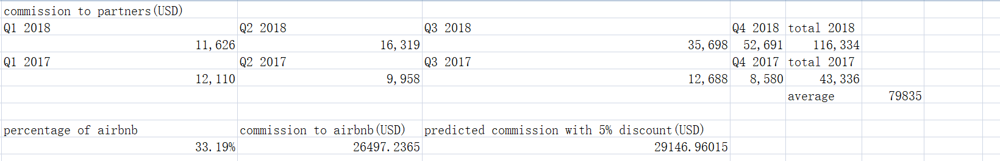 commission to partners(USD)
Q1 2018 Q2 2018 Q3 2018 Q4 2018 total 2018
11,626 16,319 35,698 52,691 116,334
Q1 2017 Q2 2017 Q3 2017 Q4 2017 total 2017
12,110 9,958 12,688 8,580 43,336
average 79835
percentage of airbnb commission to airbnb(USD) predicted commission with 5% discount(USD)
33.19% 26497.2365 29146.96015